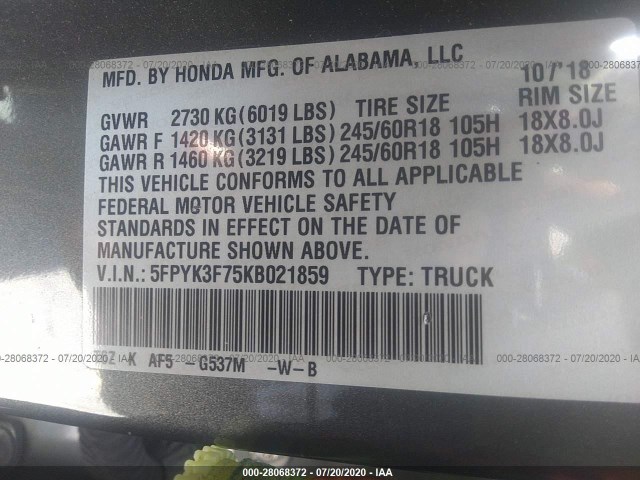 MFD. BY HONDA MFG. OF ALABAMA, LLC 10/'18
GVWR 2730 KG(6019 LBS) TIRE SIZE RIM SIZE
GAWR F 1420 KG(3131 LBS) 245/60R18 105H 18X8.0J
GAWR R 1460 KG(3219 LBS) 245/60R18 105H 18X8.0J
THIS VEHICLE CONFORMS TO ALL APPLICABLE
FEDERAL MOTOR VEHICLE SAFETY
STANDARDS IN EFFECT ON THE DATE OF
MANUFACTURE SHOWN ABOVE.
V.I.N.: 5FPYK3F75KB021859 TYPE: TRUCK
K AF5 -G537M -W-B
000-28068372 - 07/20/2020 - IAA